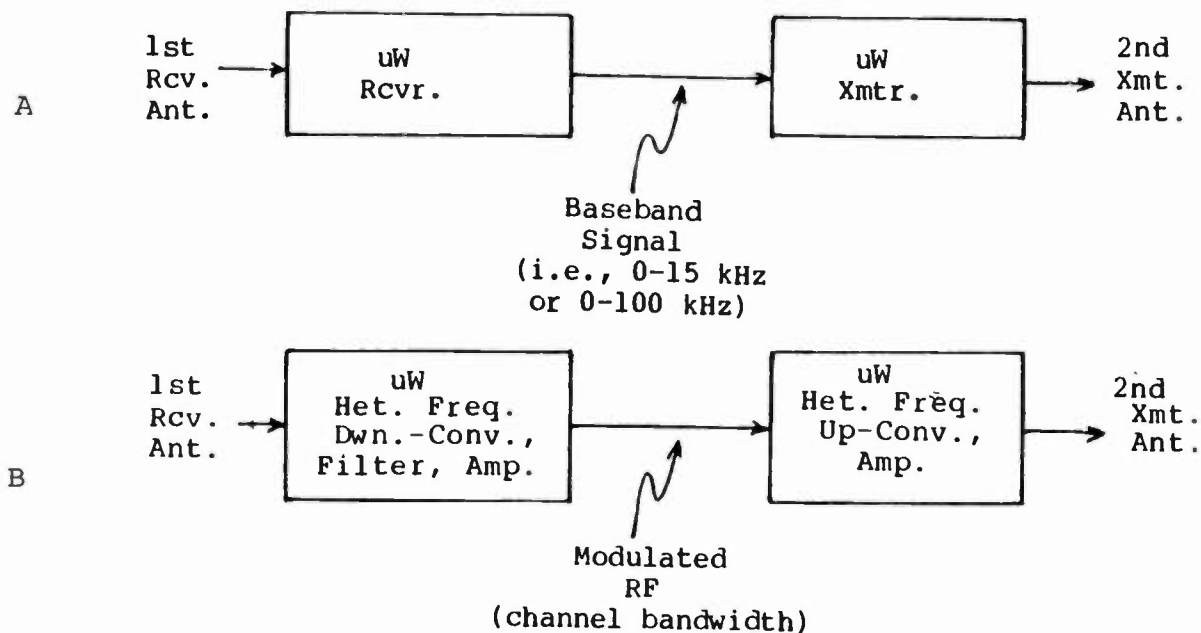 A
1st
Rcv.
Ant.
uW
Rcvr.
uW
Xmtr.
2nd
Xmt.
Ant.
Baseband
Signal
(i.e., 0-15 kHz
or 0-100 kHz)
B
1st
Rcv.
Ant.
uW
Het. Freq.
Dwn.-Conv.,
Filter, Amp.
uW
Het. Freq.
Up-Conv.,
Amp.
2nd
Xmt.
Ant.
Modulated
RF
(channel bandwidth)